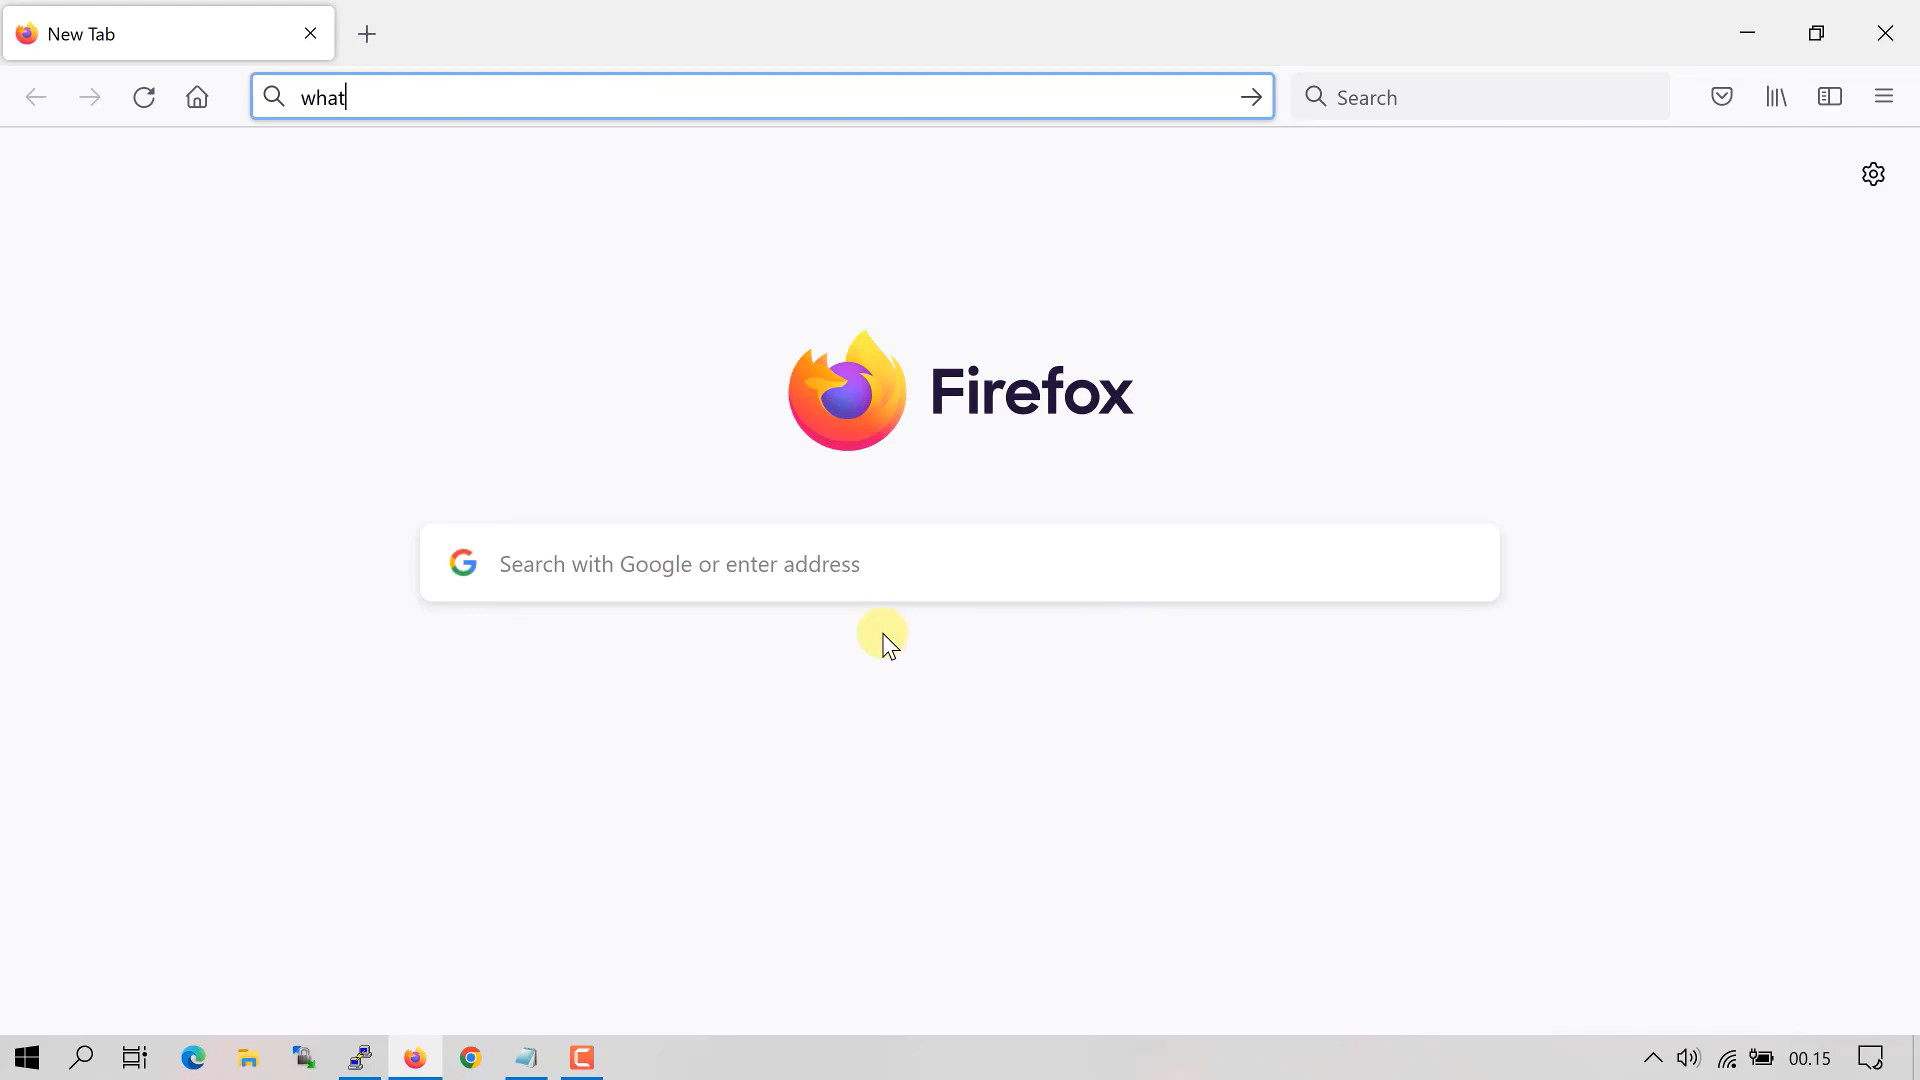 New Tab
what
Search
Firefox
Search with Google or enter address
00.15